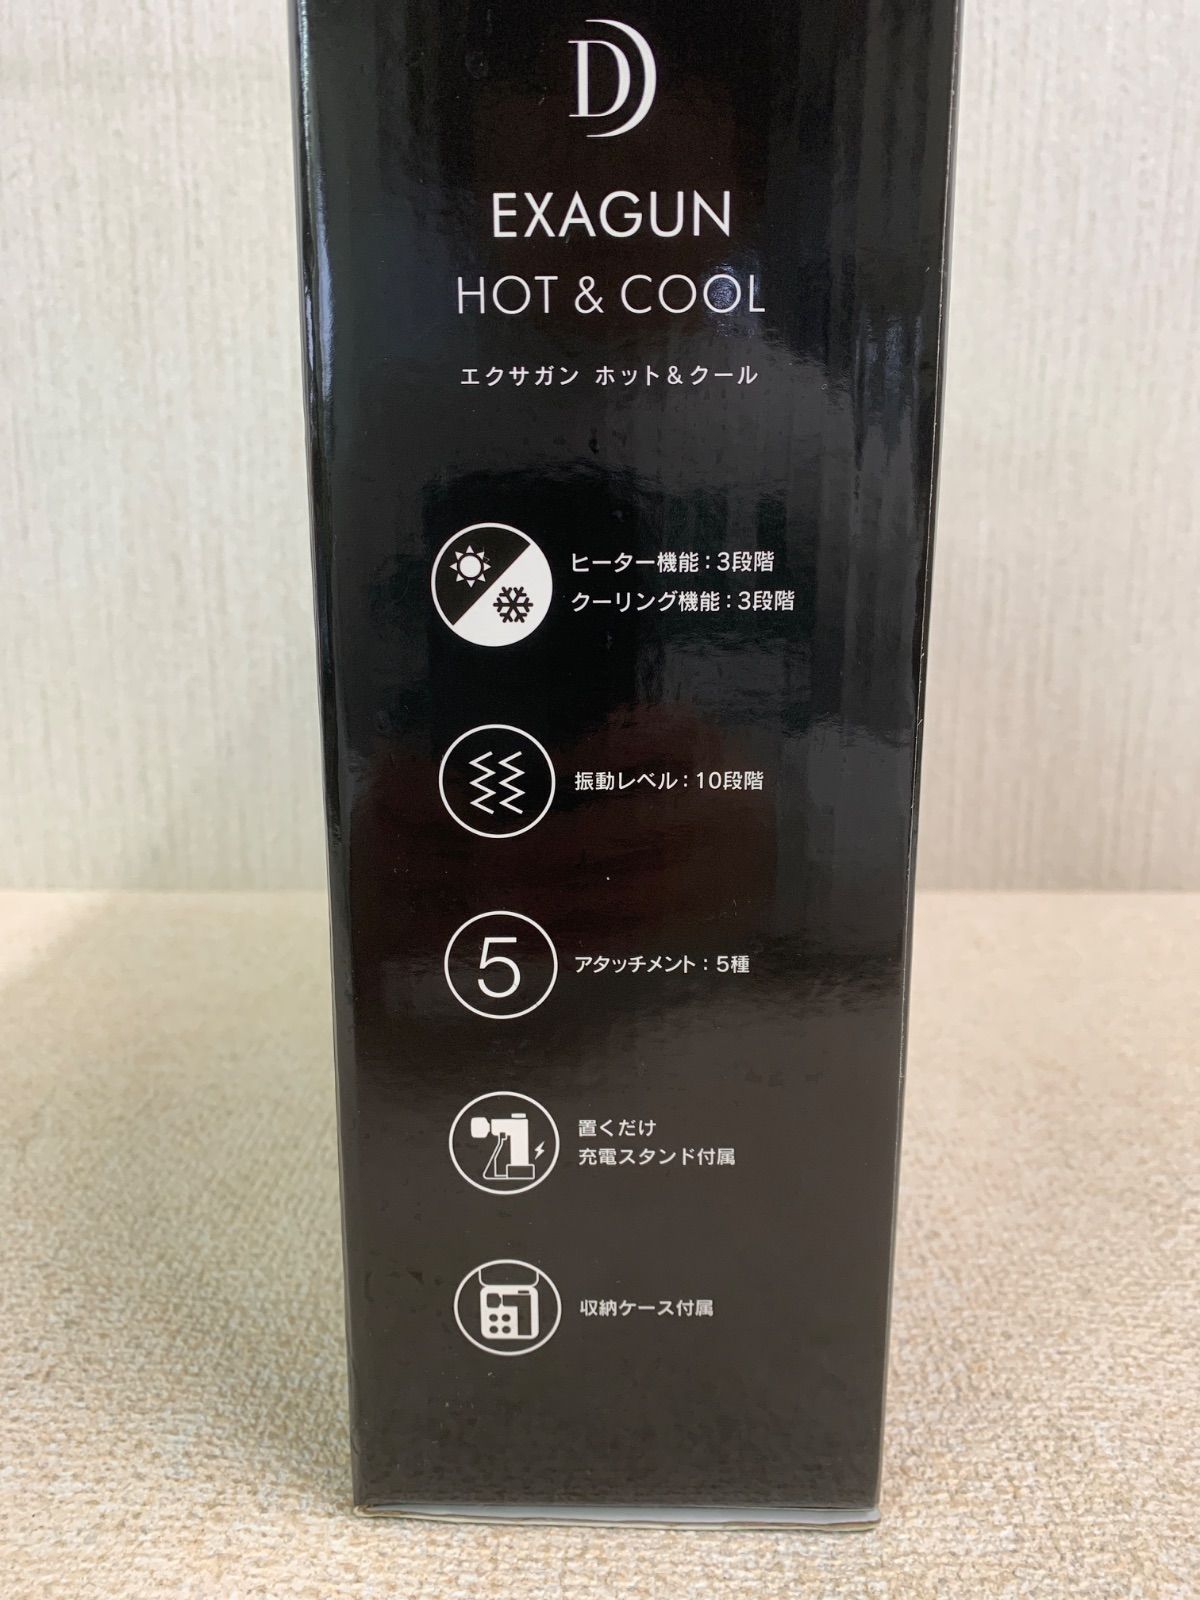 D
EXAGUN
HOT & COOL
エクサガン ホット＆クール
ヒーター機能：3段階
クーリング機能：3段階
振動レベル：10段階
5
アタッチメント：5種
置くだけ
充電スタンド付属
収納ケース付属